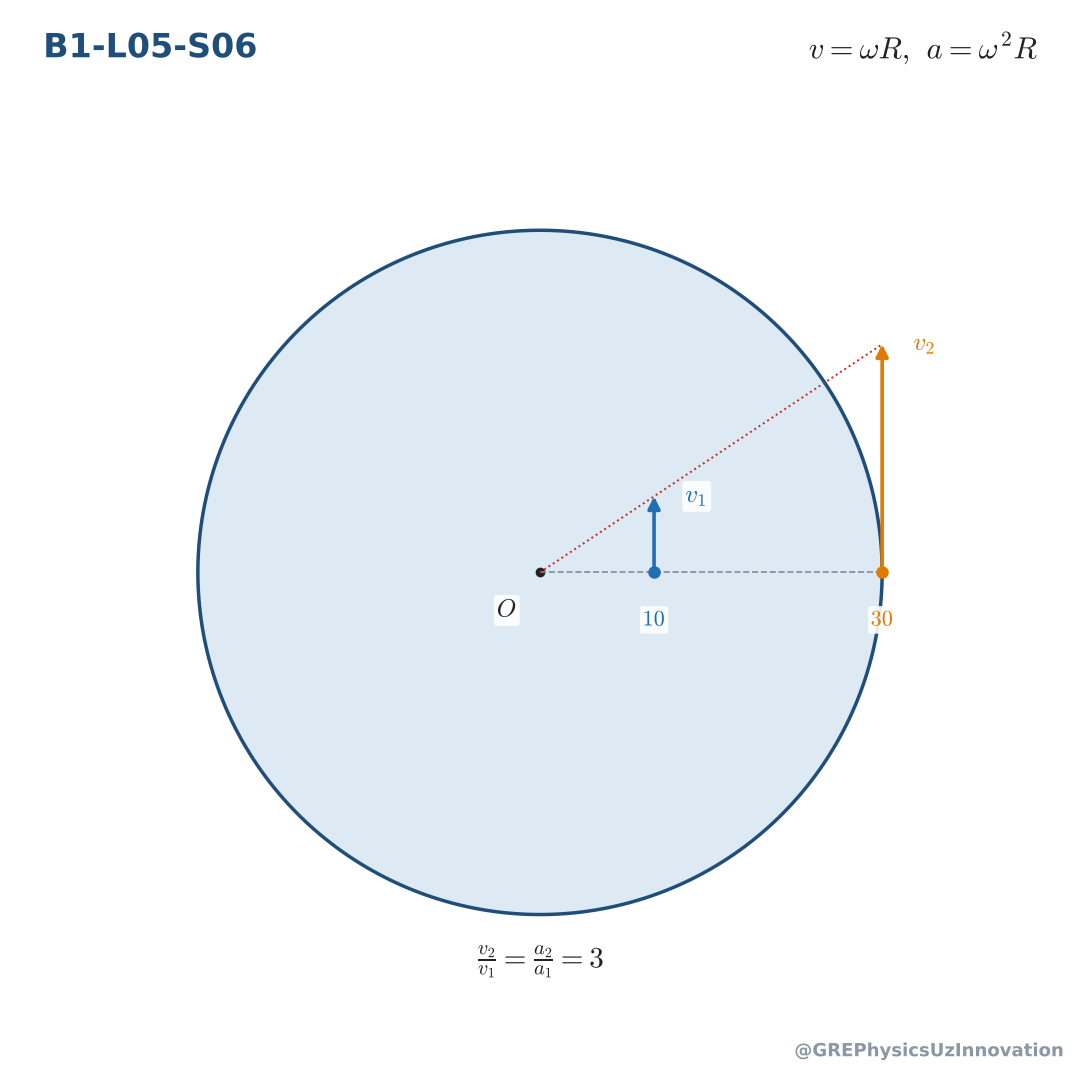 B1-L05-S06
v = ωR, a = ω²R
v₂
v₁
O
10
30
v₂/v₁ = a₂/a₁ = 3
@GREPhysicsUzInnovation